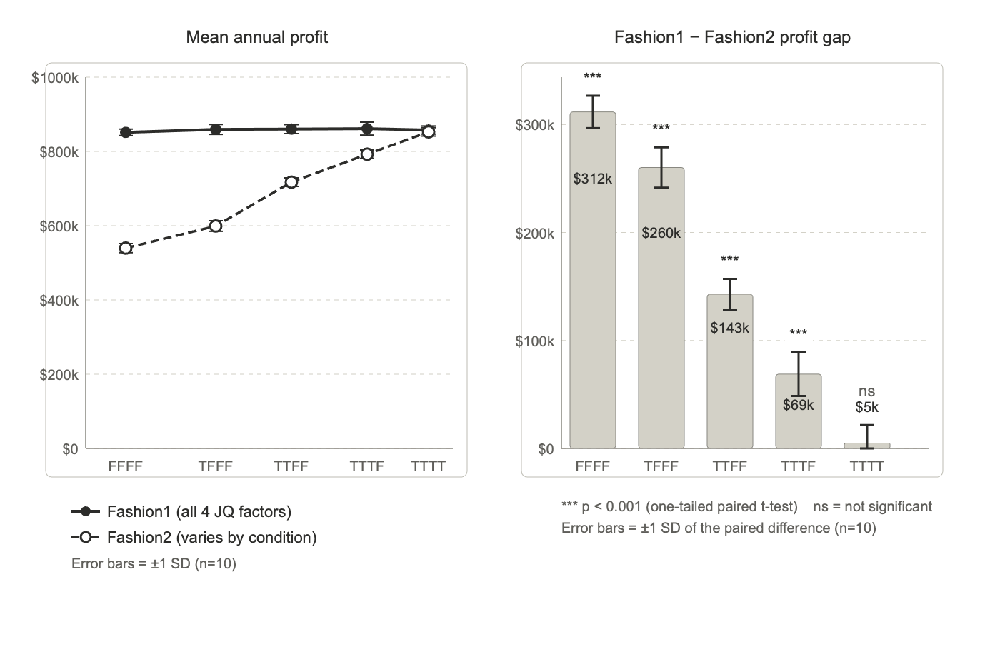 Mean annual profit
$1000k
$800k
$600k
$400k
$200k
$0
FFFF TFFF TTFF TTTF TTTT
Fashion1 (all 4 JQ factors)
Fashion2 (varies by condition)
Error bars = ±1 SD (n=10)
Fashion1 − Fashion2 profit gap
***
$300k
***
$312k
$200k
$260k
***
$143k
$100k
***
$69k
ns
$5k
$0
FFFF TFFF TTFF TTTF TTTT
*** p < 0.001 (one-tailed paired t-test) ns = not significant
Error bars = ±1 SD of the paired difference (n=10)